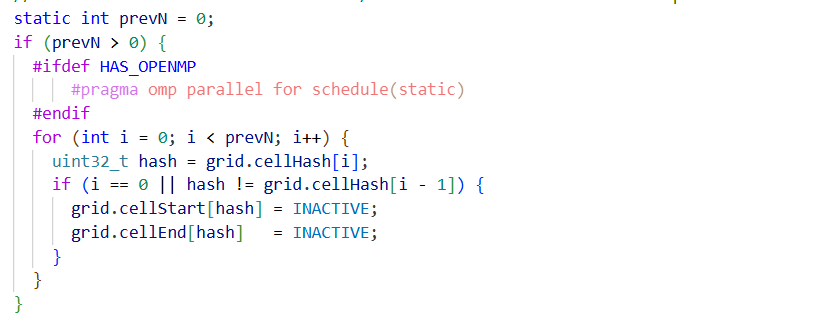 static int prevN = 0;
if (prevN > 0) {
#ifdef HAS_OPENMP
#pragma omp parallel for schedule(static)
#endif
for (int i = 0; i < prevN; i++) {
uint32_t hash = grid.cellHash[i];
if (i == 0 || hash != grid.cellHash[i - 1]) {
grid.cellStart[hash] = INACTIVE;
grid.cellEnd[hash]   = INACTIVE;
}
}
}